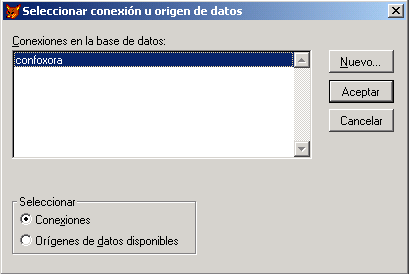 Seleccionar conexión u origen de datos
Conexiones en la base de datos:
confoxora
Nuevo...
Aceptar
Cancelar
Seleccionar
Conexiones
Orígenes de datos disponibles